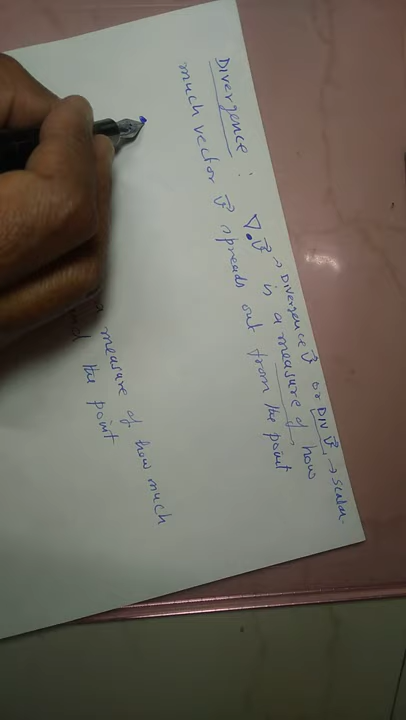 → Divergence v⃗ or DIV v⃗ → scalar.
Divergence : ∇⃗.v⃗ is a measure of how
much vector v⃗ spreads out from the point
measure of how much
the point